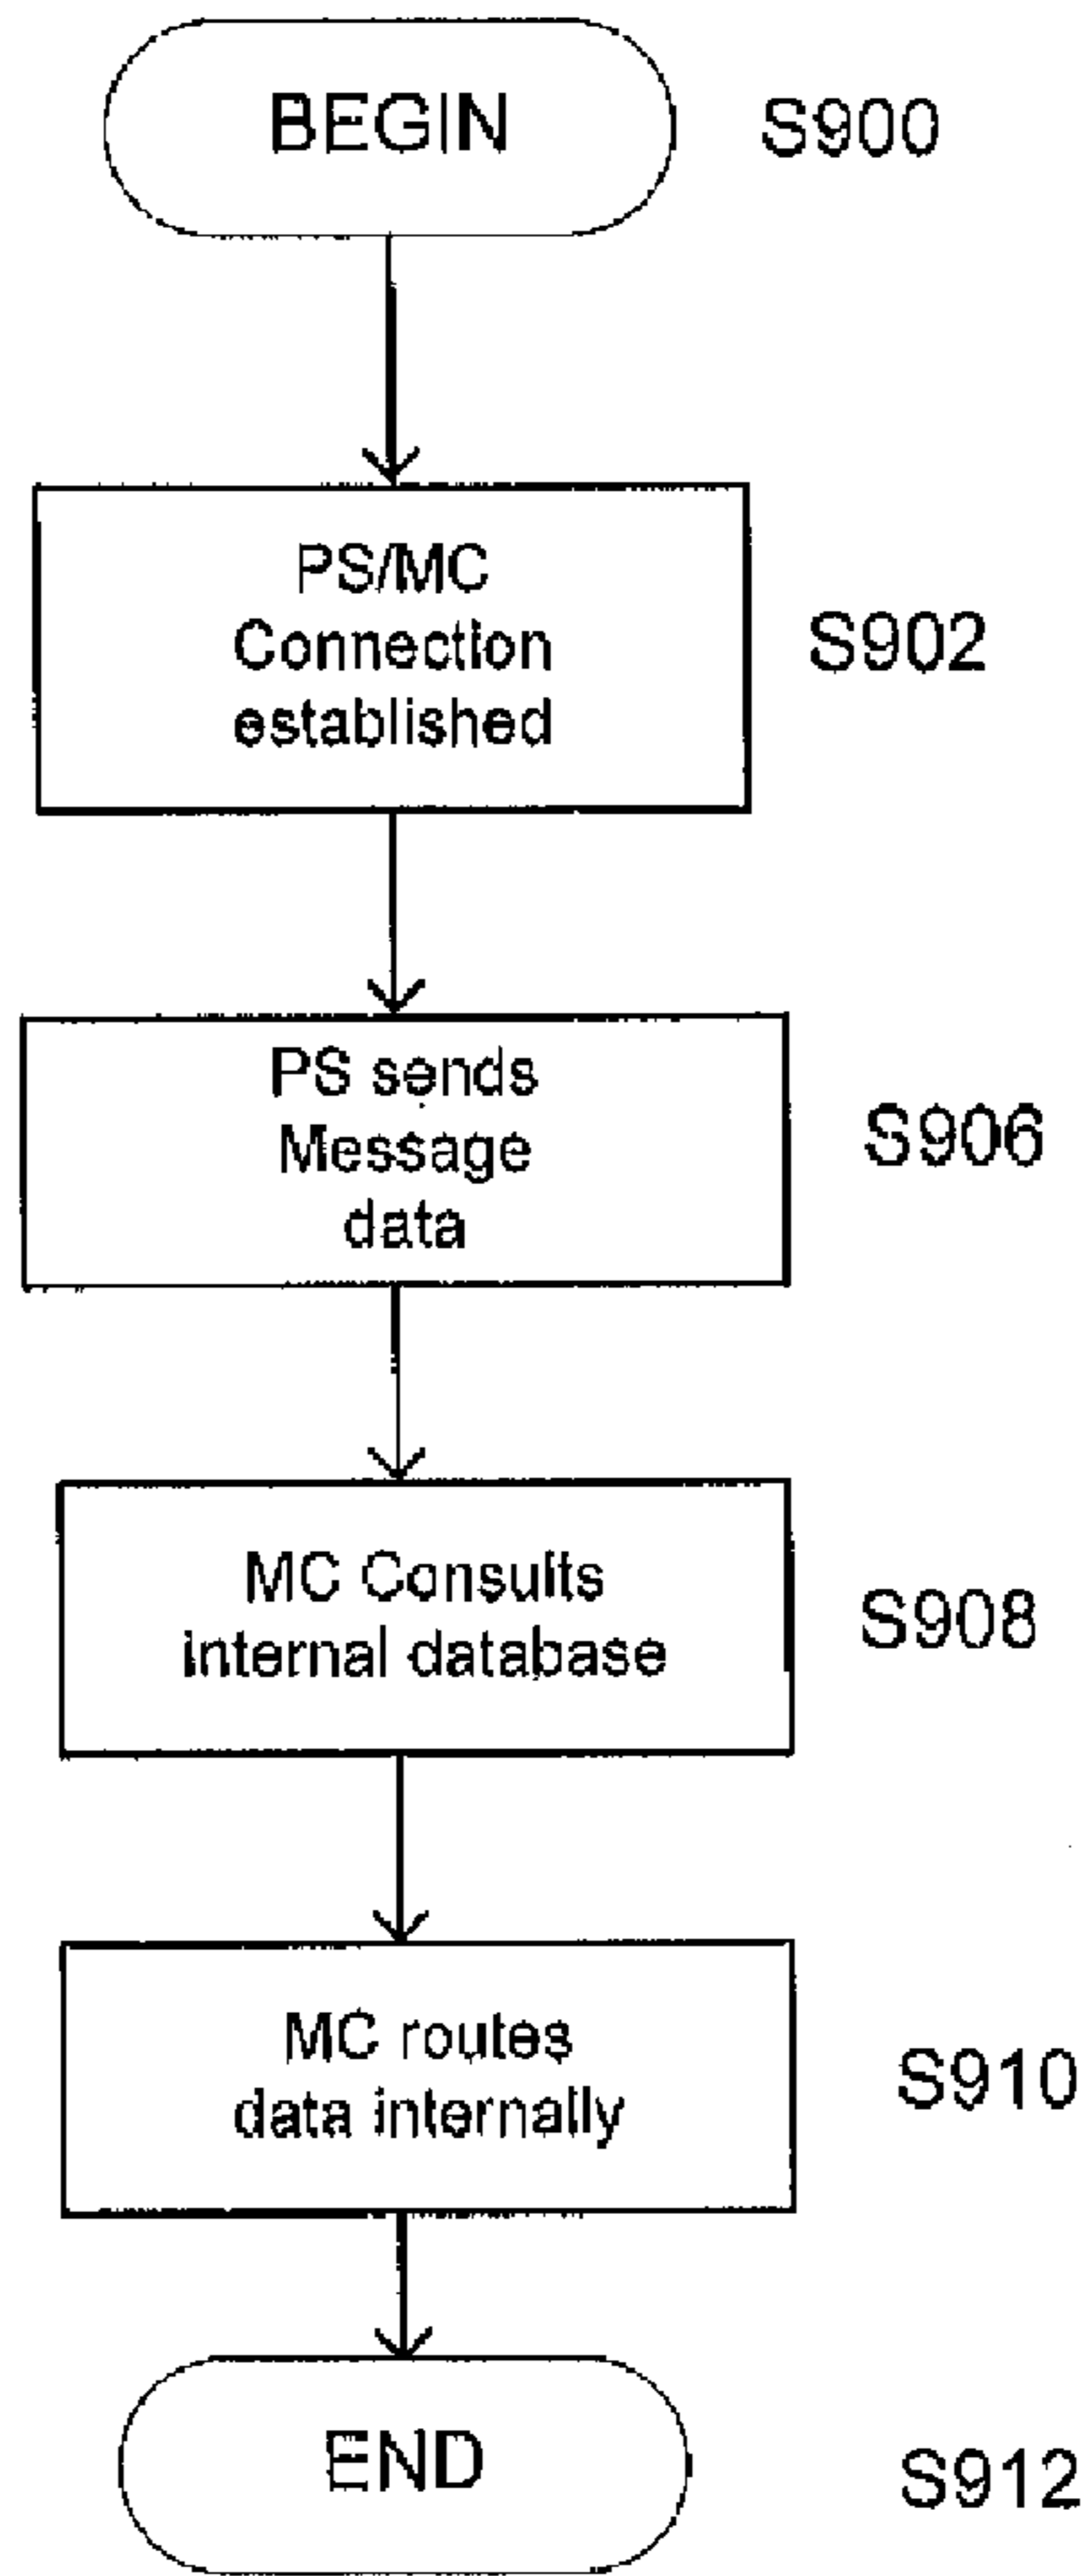 BEGIN
S900
PS/MC
Connection
established
S902
PS sends
Message
data
S906
MC Consults
internal database
S908
MC routes
data internally
S910
END
S912